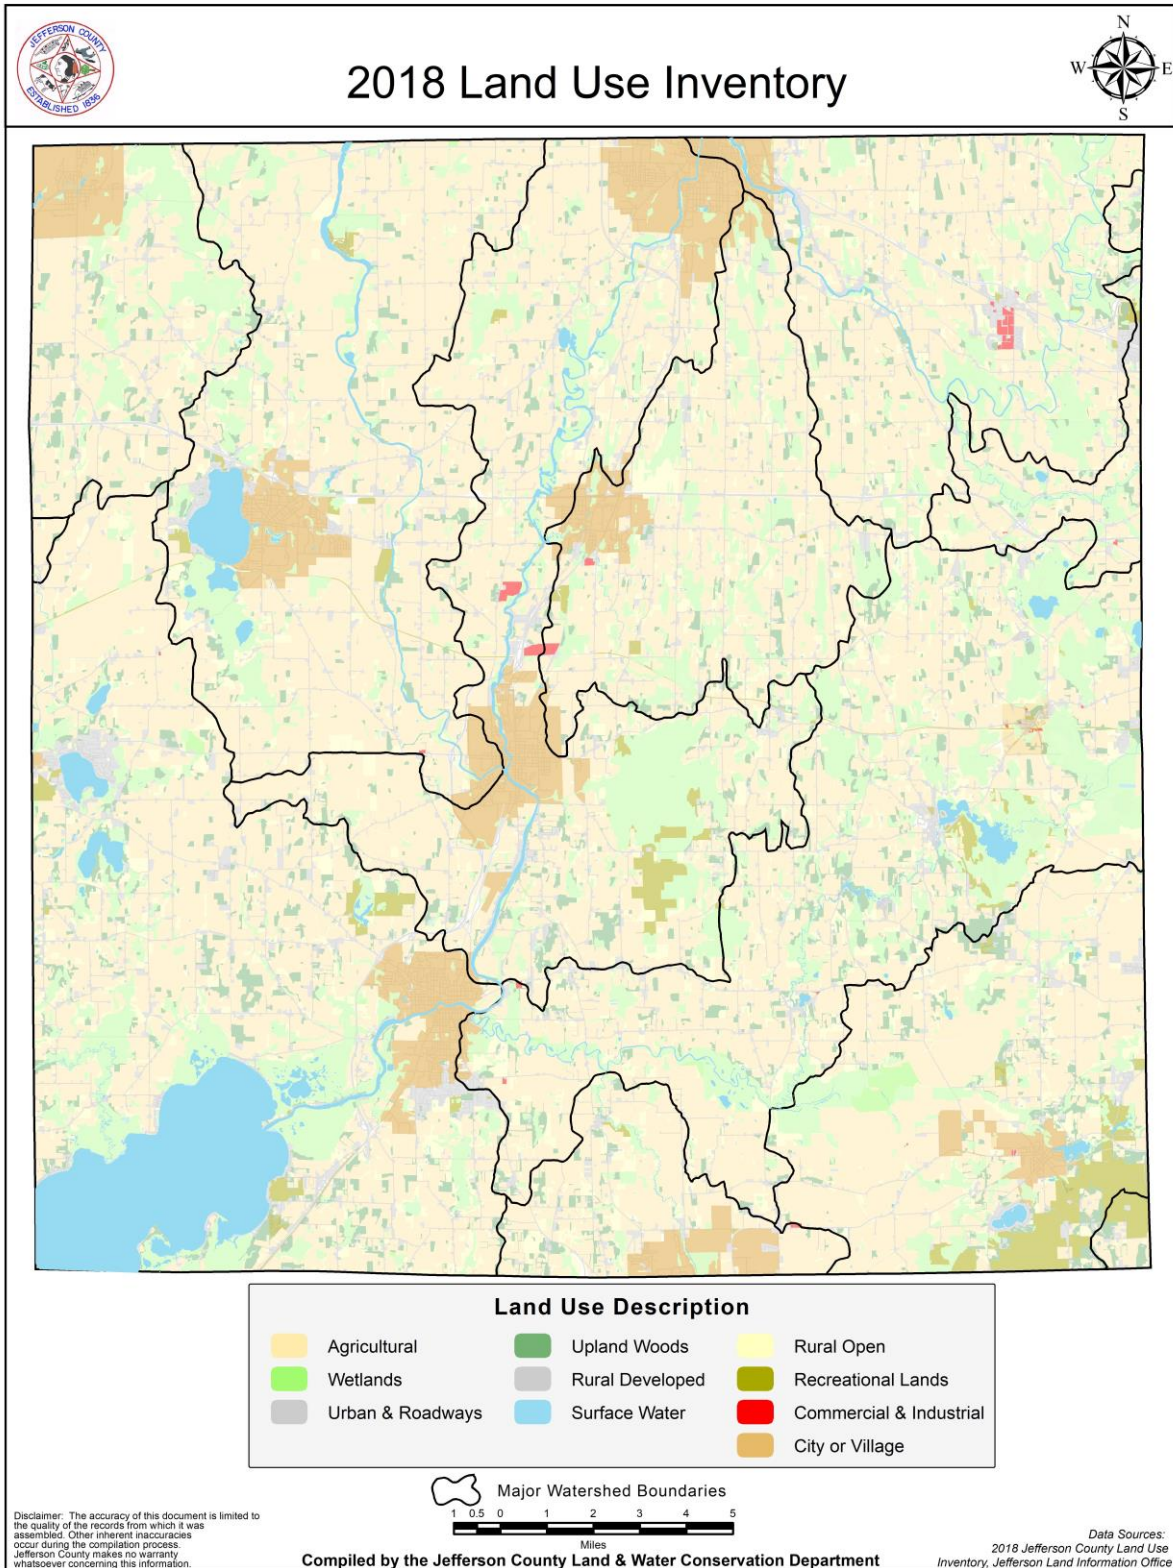 JEFFERSON COUNTY
ESTABLISHED 1836
2018 Land Use Inventory
N
W
E
S
Land Use Description
Agricultural
Upland Woods
Rural Open
Wetlands
Rural Developed
Recreational Lands
Urban & Roadways
Surface Water
Commercial & Industrial
City or Village
Major Watershed Boundaries
1 0.5 0 1 2 3 4 5
Miles
Disclaimer: The accuracy of this document is limited to
the quality of the records from which it was
assembled. Other inherent inaccuracies
occur during the compilation process.
Jefferson County makes no warranty
whatsoever concerning this information.
Compiled by the Jefferson County Land & Water Conservation Department
Data Sources:
2018 Jefferson County Land Use
Inventory, Jefferson Land Information Office